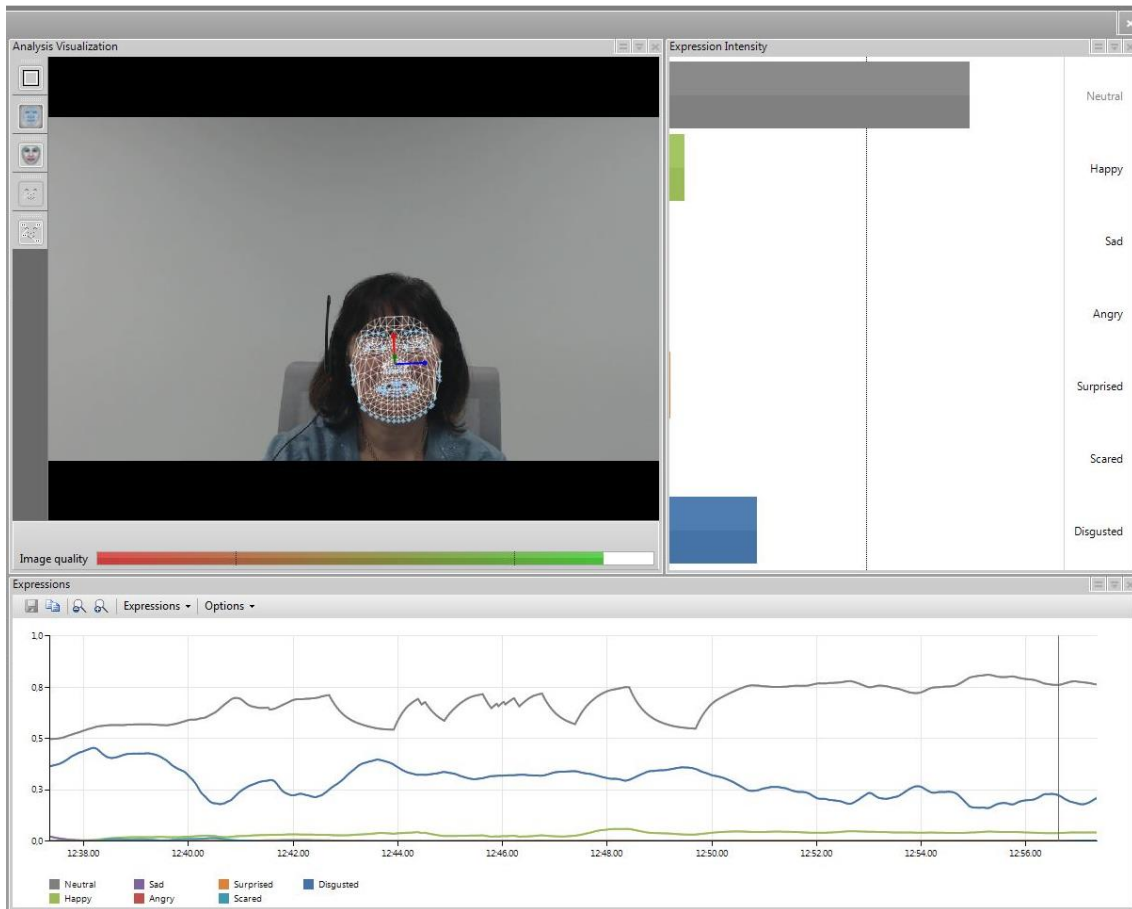 Analysis Visualization
Expression Intensity
Neutral
Happy
Sad
Angry
Surprised
Scared
Disgusted
Image quality
Expressions
Expressions Options
1,0
0,8
0,5
0,3
0,0
12:38.00 12:40.00 12:42.00 12:44.00 12:46.00 12:48.00 12:50.00 12:52.00 12:54.00 12:56.00
Neutral Sad Surprised Disgusted
Happy Angry Scared